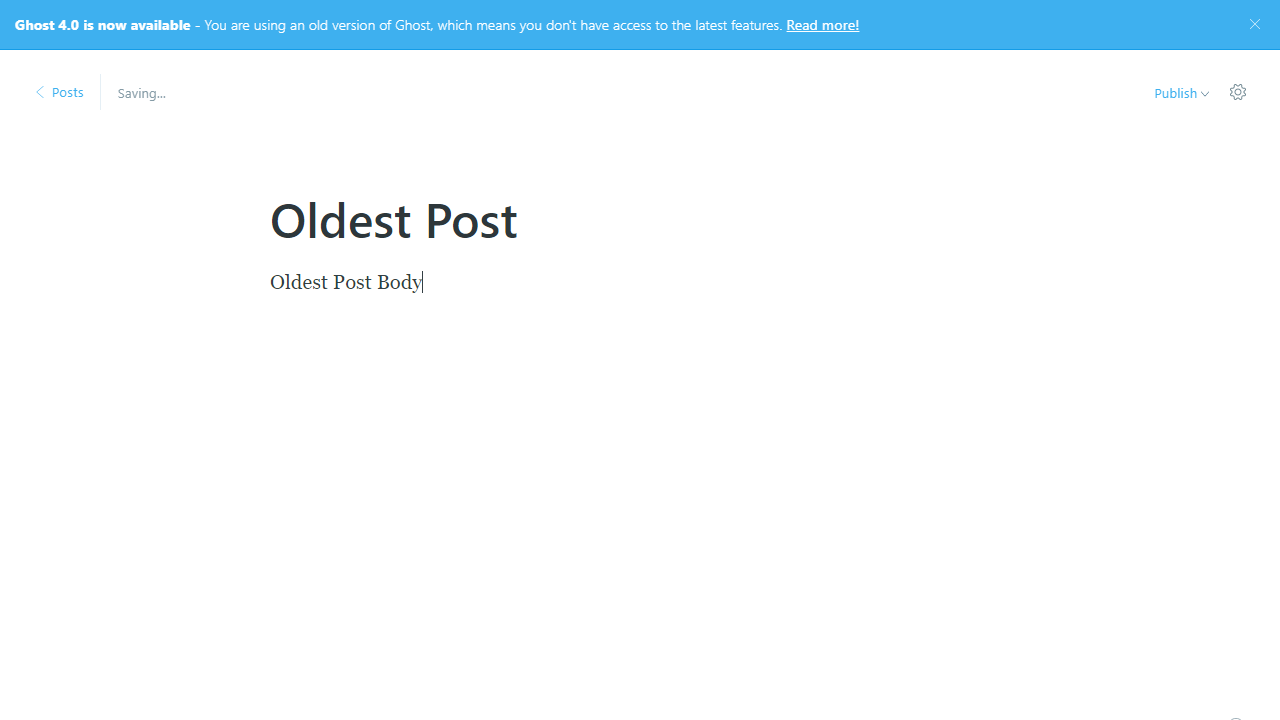 Ghost 4.0 is now available - You are using an old version of Ghost, which means you don't have access to the latest features. Read more!
Posts
Saving...
Publish
Oldest Post
Oldest Post Body